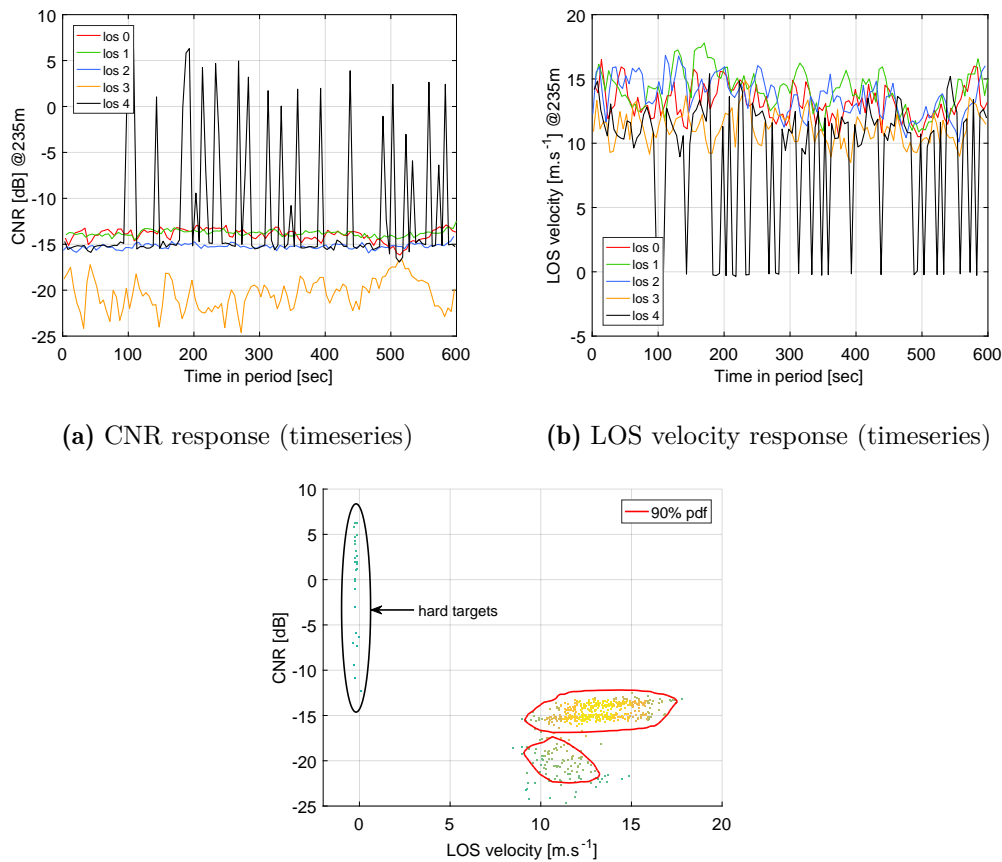 10
5
0
-5
-10
-15
-20
-25
CNR [dB] @235m
los 0
los 1
los 2
los 3
los 4
0 100 200 300 400 500 600
Time in period [sec]
20
15
10
5
0
-5
LOS velocity [m.s⁻¹] @235m
los 0
los 1
los 2
los 3
los 4
0 100 200 300 400 500 600
Time in period [sec]
(a) CNR response (timeseries)
(b) LOS velocity response (timeseries)
10
5
0
-5
-10
-15
-20
-25
CNR [dB]
90% pdf
hard targets
0 5 10 15 20
LOS velocity [m.s⁻¹]